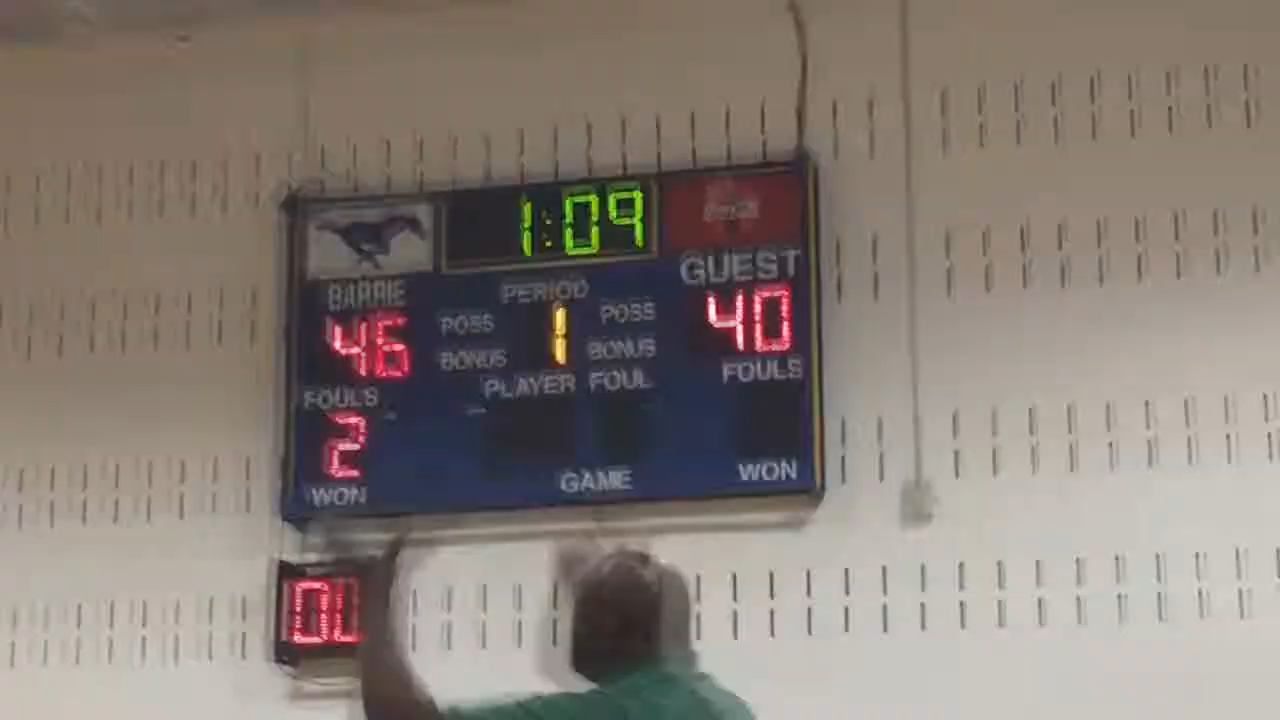 1:09
BARRIE
PERIOD
GUEST
46
POSS
1
POSS
40
BONUS
BONUS
FOULS
PLAYER FOUL
FOULS
2
WON
GAME
WON